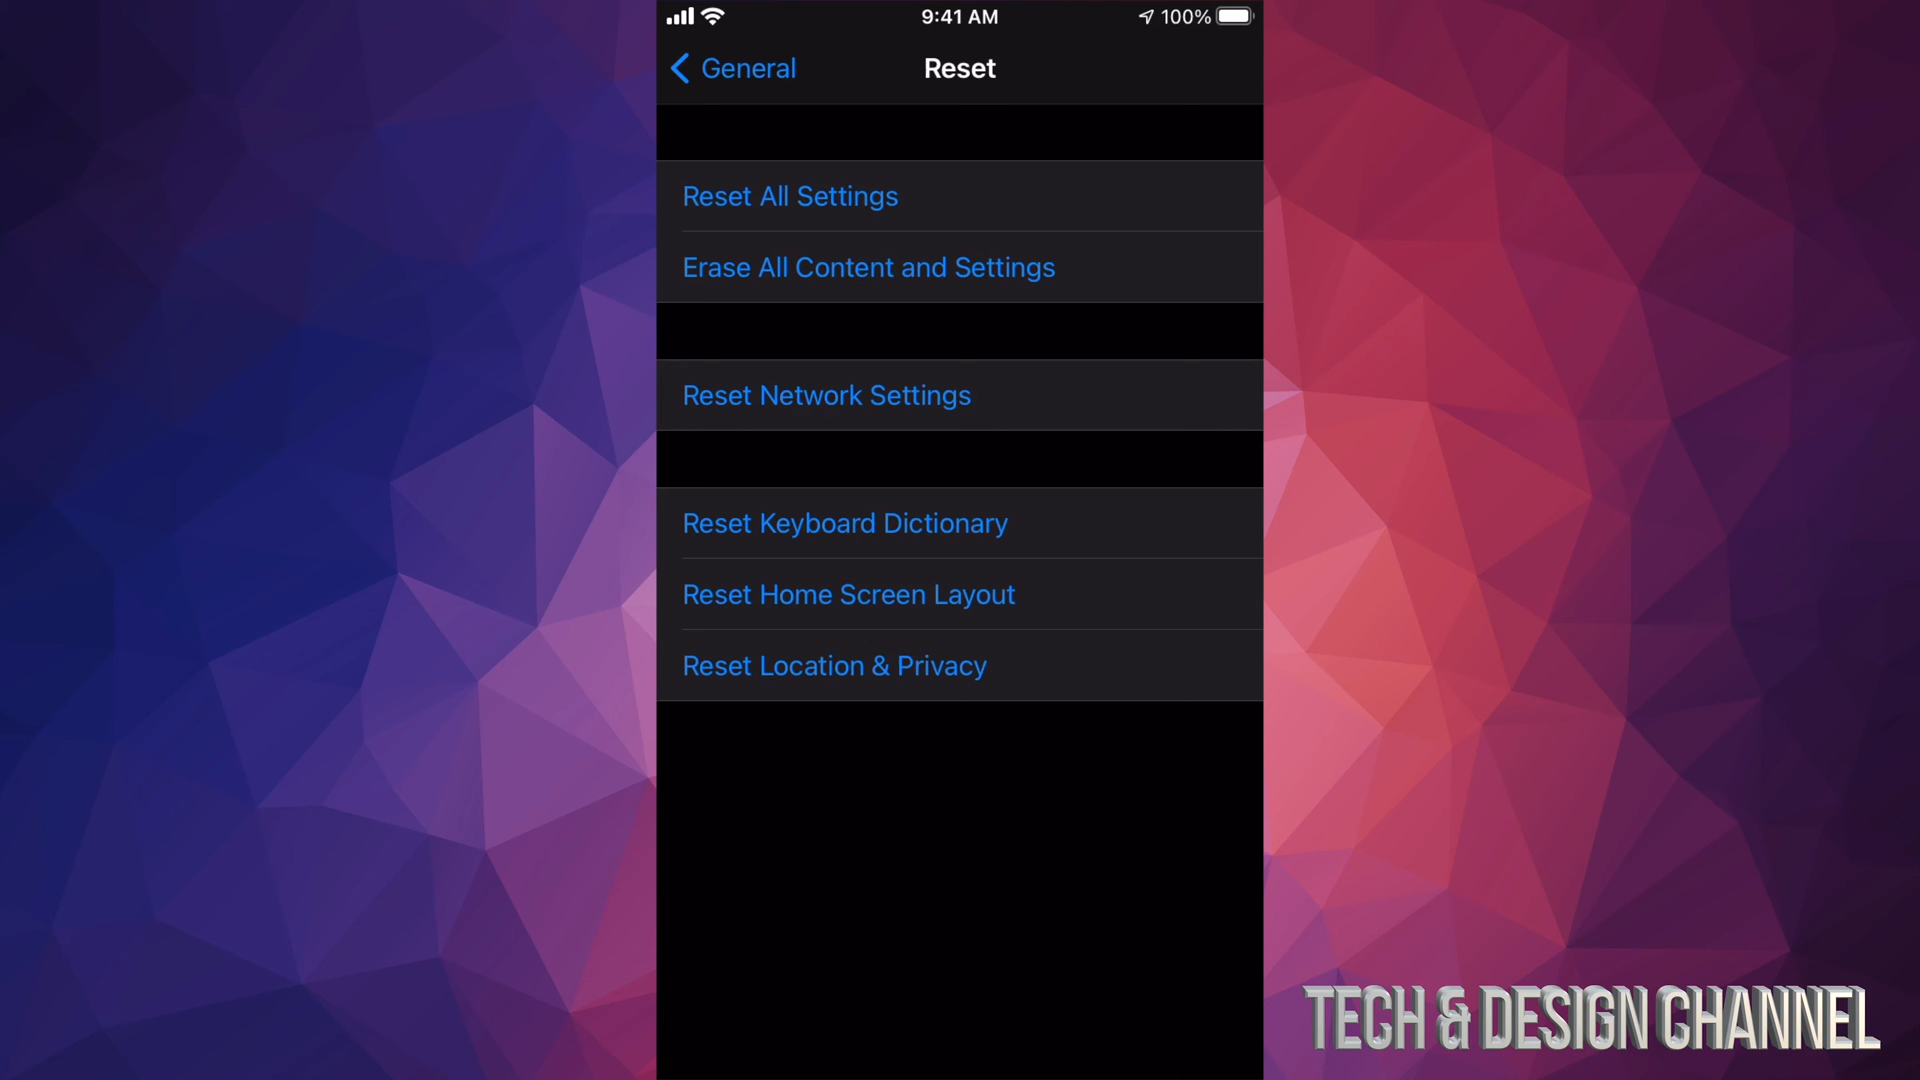 9:41 AM
100%
General
Reset
Reset All Settings
Erase All Content and Settings
Reset Network Settings
Reset Keyboard Dictionary
Reset Home Screen Layout
Reset Location & Privacy
TECH & DESIGN CHANNEL